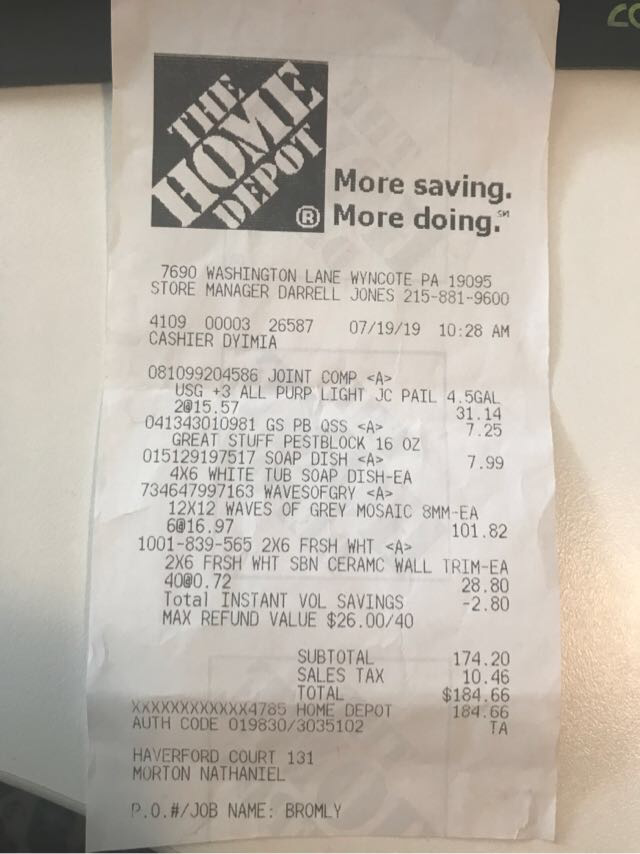 THE
HOME
DEPOT
®
More saving.
More doing.℠
7690 WASHINGTON LANE WYNCOTE PA 19095
STORE MANAGER DARRELL JONES 215-881-9600
4109 00003 26587 07/19/19 10:28 AM
CASHIER DYIMIA
081099204586 JOINT COMP <A>
USG +3 ALL PURP LIGHT JC PAIL 4.5GAL
2@15.57 31.14
041343010981 GS PB QSS <A> 7.25
GREAT STUFF PESTBLOCK 16 OZ
015129197517 SOAP DISH <A> 7.99
4X6 WHITE TUB SOAP DISH-EA
734647997163 WAVESOFGRY <A>
12X12 WAVES OF GREY MOSAIC 8MM-EA
6@16.97 101.82
1001-839-565 2X6 FRSH WHT <A>
2X6 FRSH WHT SBN CERAMC WALL TRIM-EA
40@0.72 28.80
Total INSTANT VOL SAVINGS -2.80
MAX REFUND VALUE $26.00/40
SUBTOTAL 174.20
SALES TAX 10.46
TOTAL $184.66
XXXXXXXXXXXX4785 HOME DEPOT 184.66
AUTH CODE 019830/3035102 TA
HAVERFORD COURT 131
MORTON NATHANIEL
P.O.#/JOB NAME: BROMLY